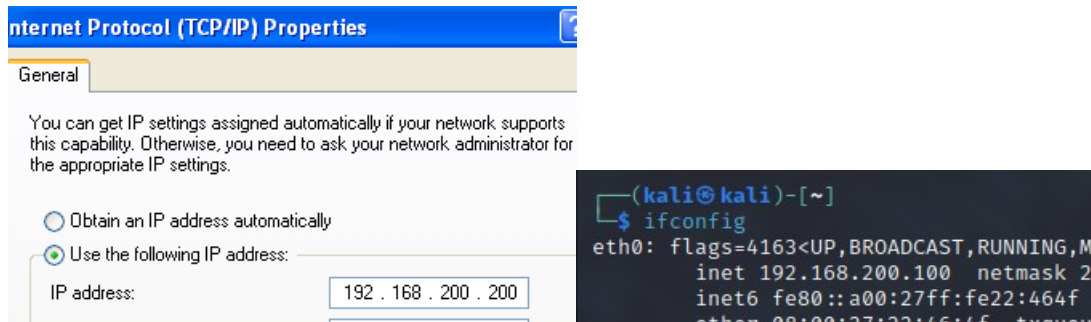 nternet Protocol (TCP/IP) Properties
General
You can get IP settings assigned automatically if your network supports
this capability. Otherwise, you need to ask your network administrator for
the appropriate IP settings.
Obtain an IP address automatically
Use the following IP address:
IP address: 192 . 168 . 200 . 200
(kali㉿kali)-[~]
$ ifconfig
eth0: flags=4163<UP,BROADCAST,RUNNING,M
inet 192.168.200.100 netmask 2
inet6 fe80::a00:27ff:fe22:464f